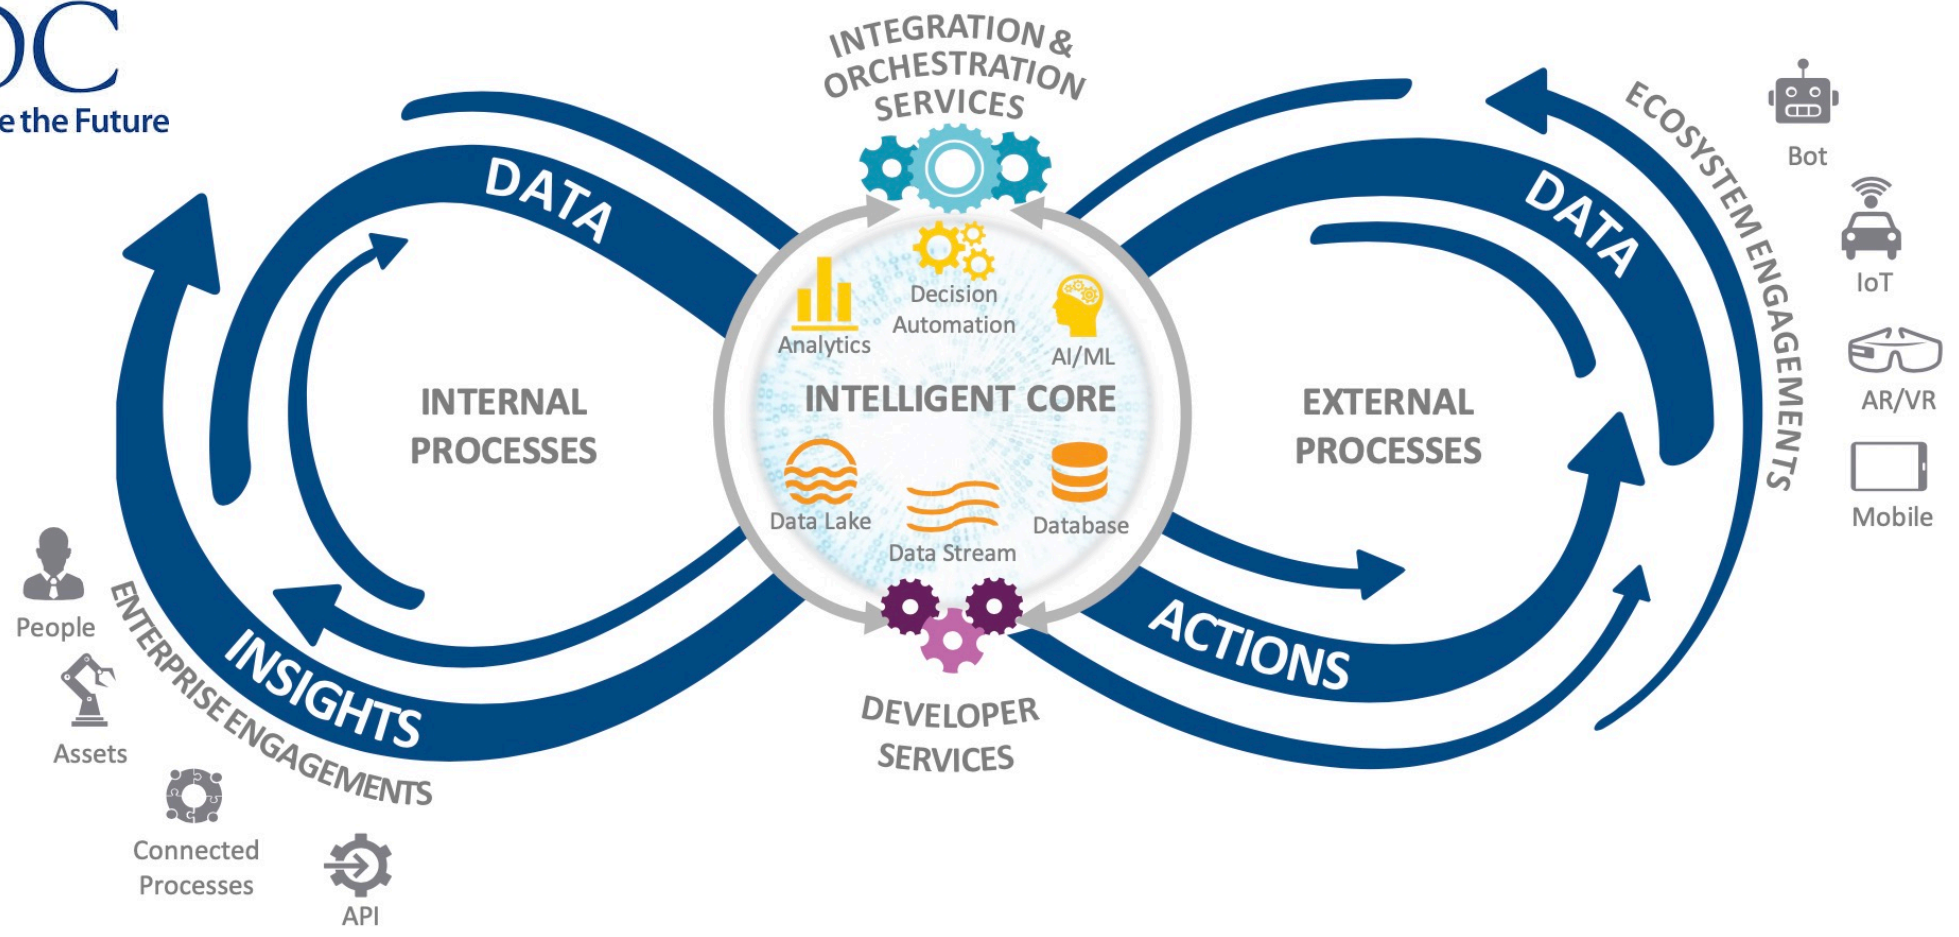 DC
e the Future
INTEGRATION &
ORCHESTRATION
SERVICES
DATA
INSIGHTS
INTERNAL
PROCESSES
ENTERPRISE ENGAGEMENTS
People
Assets
Connected
Processes
API
Analytics
Decision
Automation
AI/ML
INTELLIGENT CORE
Data Lake
Data Stream
Database
DEVELOPER
SERVICES
DATA
ACTIONS
EXTERNAL
PROCESSES
ECOSYSTEM ENGAGEMENTS
Bot
IoT
AR/VR
Mobile